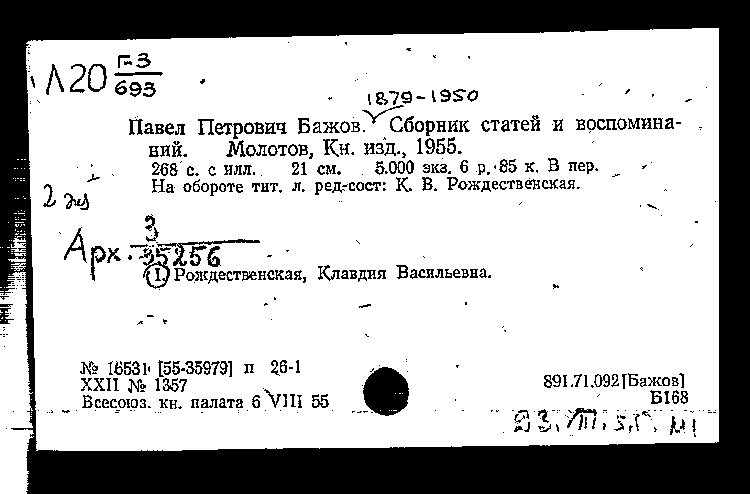 Л20 Г-3/693
1879-1950
Павел Петрович Бажов. Сборник статей и воспомина-
ний. Молотов, Кн. изд., 1955.
268 с. с илл. 21 см. 5.000 экз. 6 р. 85 к. В пер.
На обороте тит. л. ред.-сост: К. В. Рождественская.
2 экз
Арх. 3/35256
I. Рождественская, Клавдия Васильевна.
№ 16531 [55-35979] п 26-1
XXII № 1357
Всесоюз. кн. палата 6 VIII 55
891.71.092[Бажов]
Б168